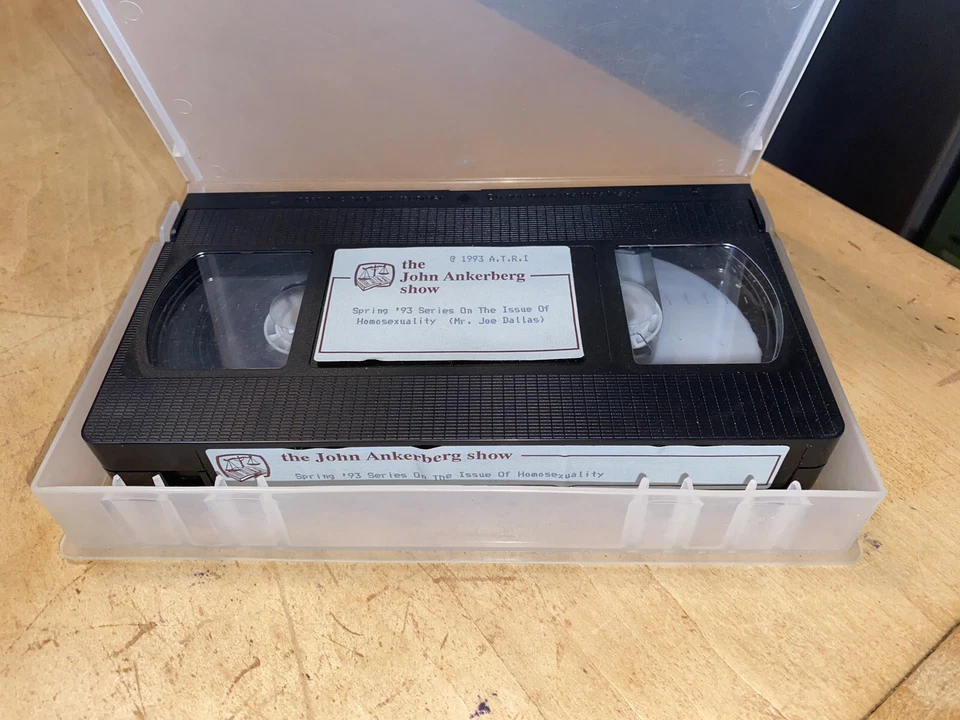 © 1993 A.T.R.I
the
John Ankerberg
show
Spring '93 Series On The Issue Of
Homosexuality (Mr. Joe Dallas)
the John Ankerberg show
Spring '93 Series On The Issue Of Homosexuality